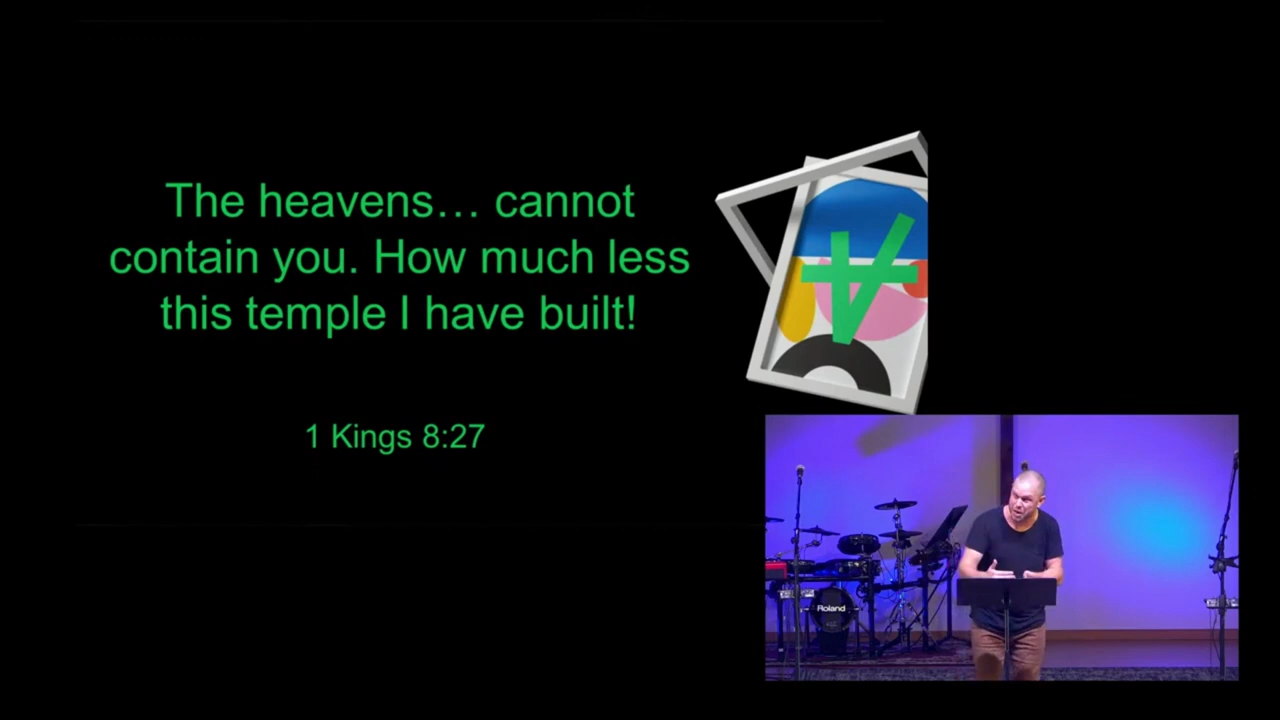 The heavens… cannot
contain you. How much less
this temple I have built!
1 Kings 8:27
Roland